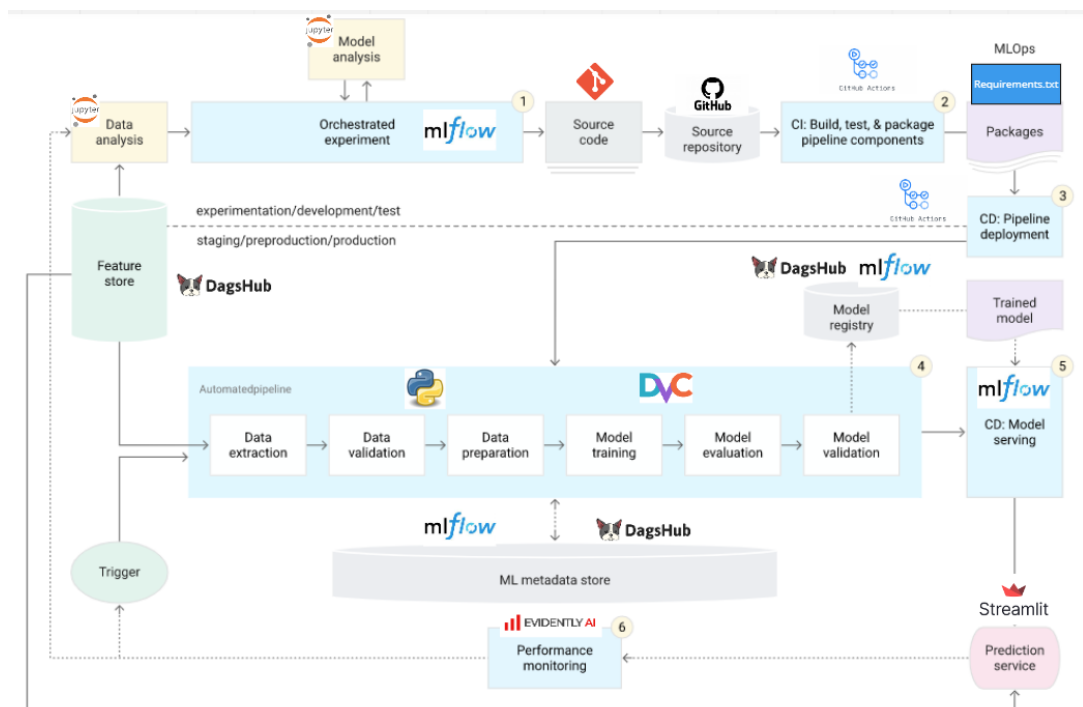 jupyter
Model
analysis
jupyter
Data
analysis
Orchestrated
experiment
mlflow
1
Source
code
GitHub
Source
repository
GitHub Actions
2
CI: Build, test, & package
pipeline components
MLOps
Requirements.txt
Packages
experimentation/development/test
staging/preproduction/production
GitHub Actions
3
CD: Pipeline
deployment
Feature
store
DagsHub
DagsHub
mlflow
Model
registry
Trained
model
Automatedpipeline
DVC
4
Data
extraction
Data
validation
Data
preparation
Model
training
Model
evaluation
Model
validation
5
mlflow
CD: Model
serving
mlflow
DagsHub
ML metadata store
Trigger
EVIDENTLY AI
6
Performance
monitoring
Streamlit
Prediction
service